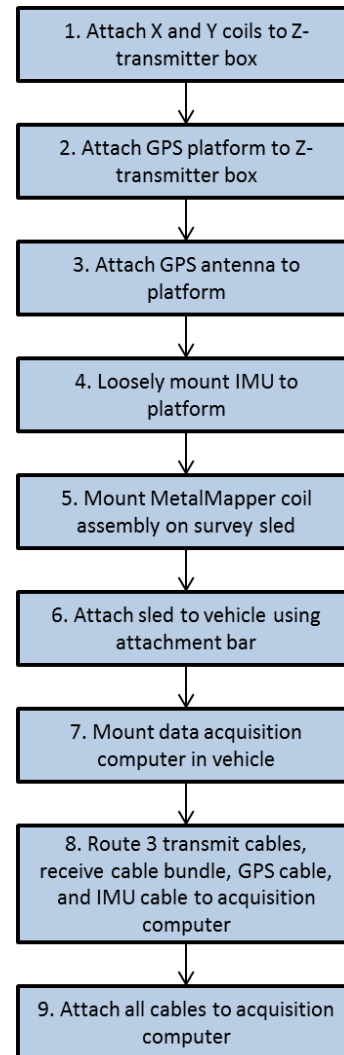 1. Attach X and Y coils to Z-
transmitter box
2. Attach GPS platform to Z-
transmitter box
3. Attach GPS antenna to
platform
4. Loosely mount IMU to
platform
5. Mount MetalMapper coil
assembly on survey sled
6. Attach sled to vehicle using
attachment bar
7. Mount data acquisition
computer in vehicle
8. Route 3 transmit cables,
receive cable bundle, GPS cable,
and IMU cable to acquisition
computer
9. Attach all cables to acquisition
computer